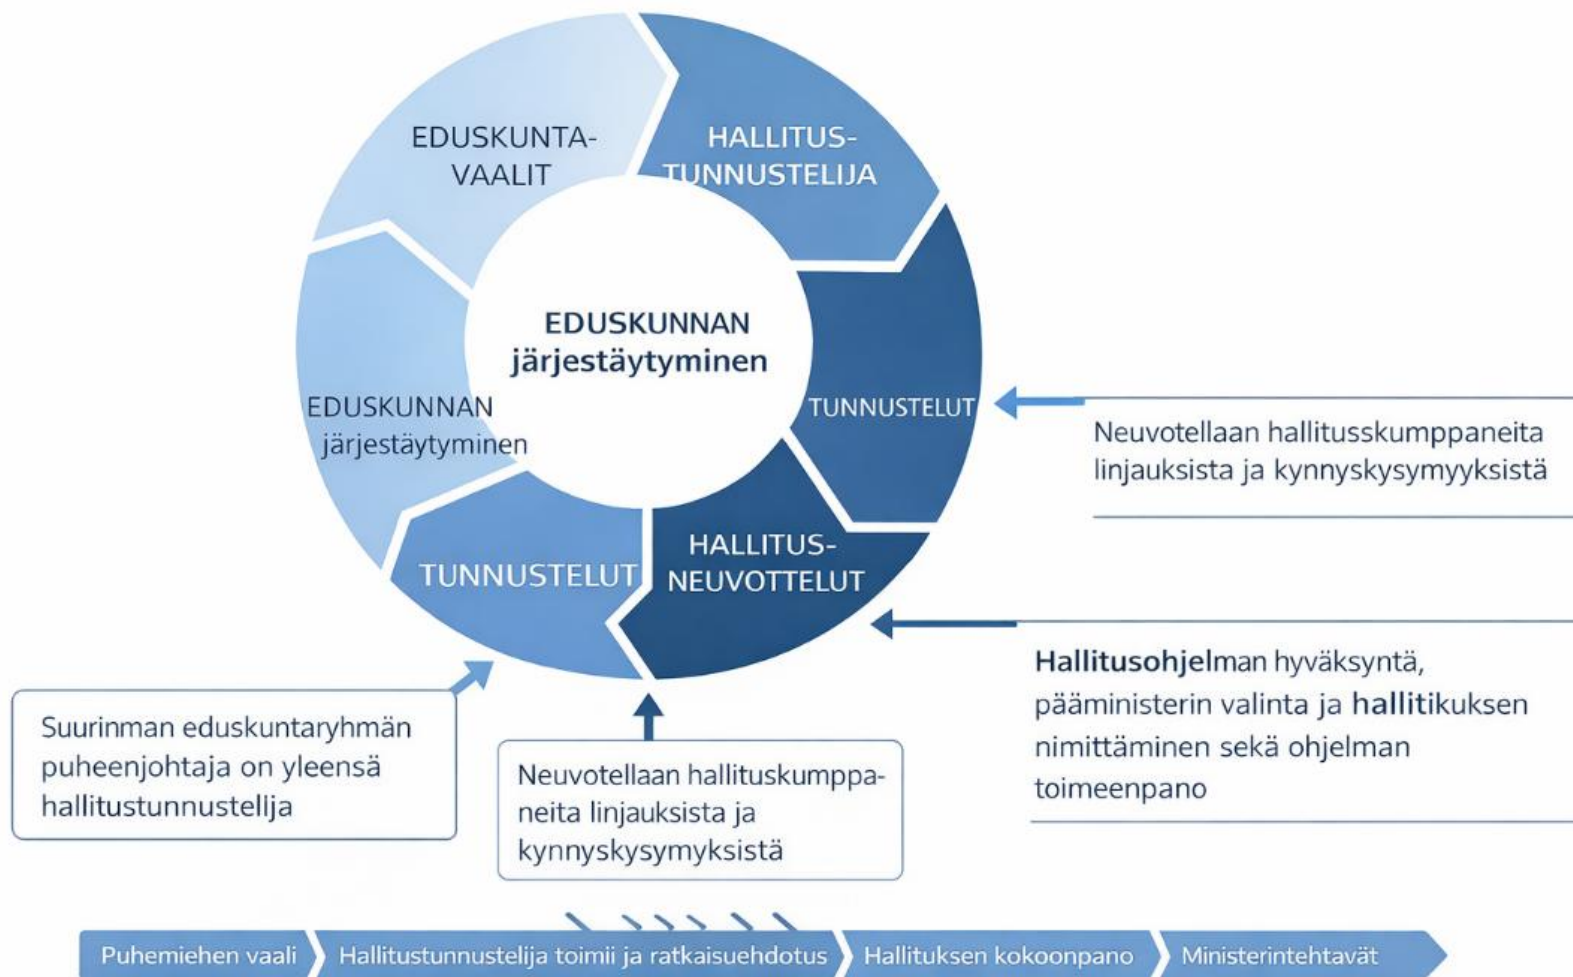 EDUSKUNTA-
VAALIT
HALLITUS-
TUNNUSTELIJA
EDUSKUNNAN
järjestäytyminen
EDUSKUNNAN
järjestäytyminen
TUNNUSTELUT
Neuvotellaan hallitusskumppaneita
linjauksista ja kynnyskysymyyksistä
TUNNUSTELUT
HALLITUS-
NEUVOTTELUT
Hallitusohjelman hyväksyntä,
pääministerin valinta ja hallitikuksen
nimittäminen sekä ohjelman
toimeenpano
Suurinman eduskuntaryhmän
puheenjohtaja on yleensä
hallitustunnustelija
Neuvotellaan hallituskumppa-
neita linjauksista ja
kynnyskysymyksistä
Puhemiehen vaali
Hallitustunnustelija toimii ja ratkaisuehdotus
Hallituksen kokoonpano
Ministerintehtävät